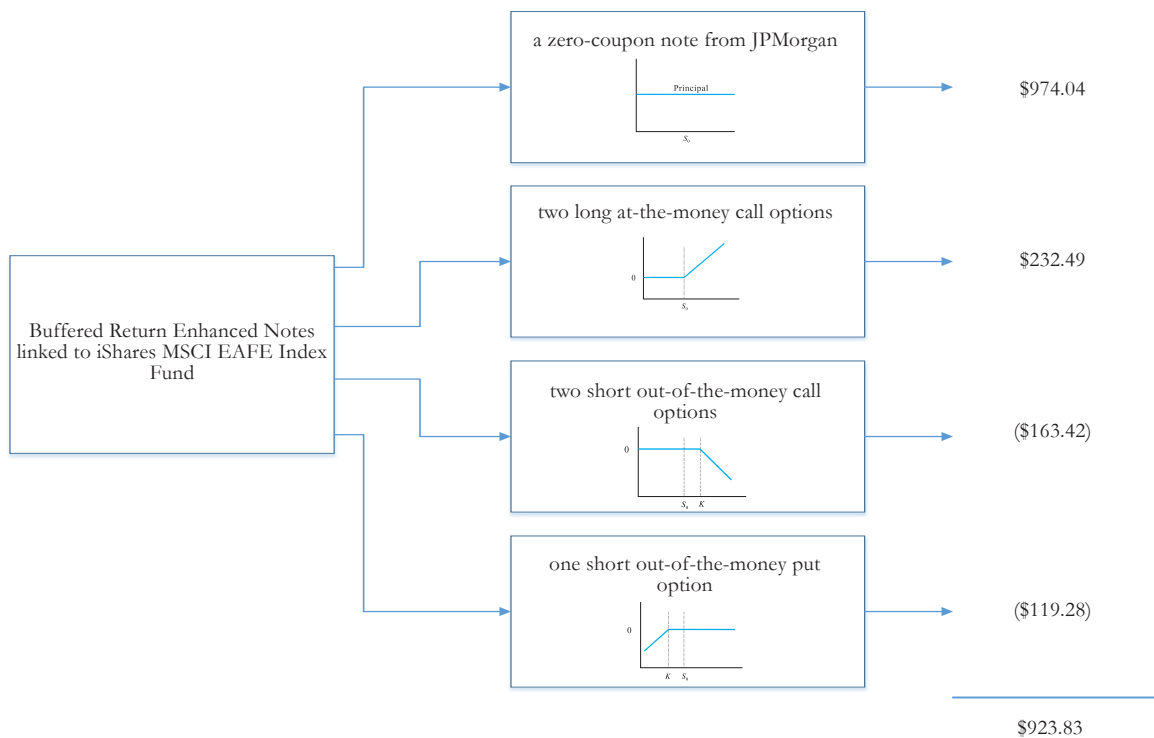 a zero-coupon note from JPMorgan
Principal
S₀
$974.04
two long at-the-money call options
0
S₀
$232.49
Buffered Return Enhanced Notes
linked to iShares MSCI EAFE Index
Fund
two short out-of-the-money call
options
0
S₀ K
($163.42)
one short out-of-the-money put
option
0
K S₀
($119.28)
$923.83